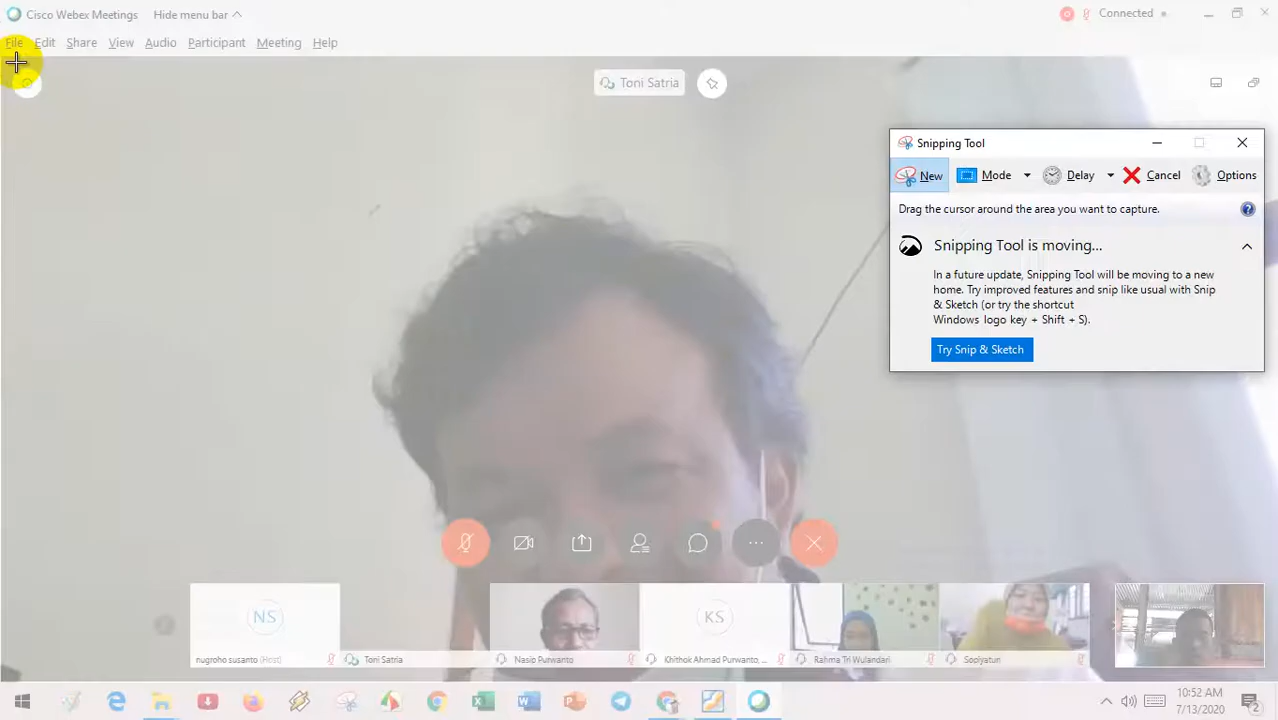 Cisco Webex Meetings Hide menu bar Connected
File Edit Share View Audio Participant Meeting Help
Toni Satria
Snipping Tool
New Mode Delay Cancel Options
Drag the cursor around the area you want to capture.
Snipping Tool is moving...
In a future update, Snipping Tool will be moving to a new
home. Try improved features and snip like usual with Snip
& Sketch (or try the shortcut
Windows logo key + Shift + S).
Try Snip & Sketch
NS
KS
nugroho susanto (Host)
Toni Satria
Nasip Purwanto
Khithok Ahmad Purwanto, ...
Rahma Tri Wulandari
Sopiyatun
10:52 AM
7/13/2020
2